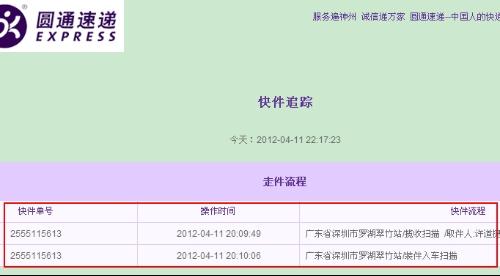 圆通速递
EXPRESS
服务遍神州 诚信递万家 圆通速递--中国人的快
快件追踪
今天：2012-04-11 22:17:23
走件流程
快件单号 操作时间 快件流程
2555115613 2012-04-11 20:09:49 广东省深圳市罗湖翠竹站/揽收扫描 /取件人:许道
2555115613 2012-04-11 20:10:06 广东省深圳市罗湖翠竹站/装件入车扫描